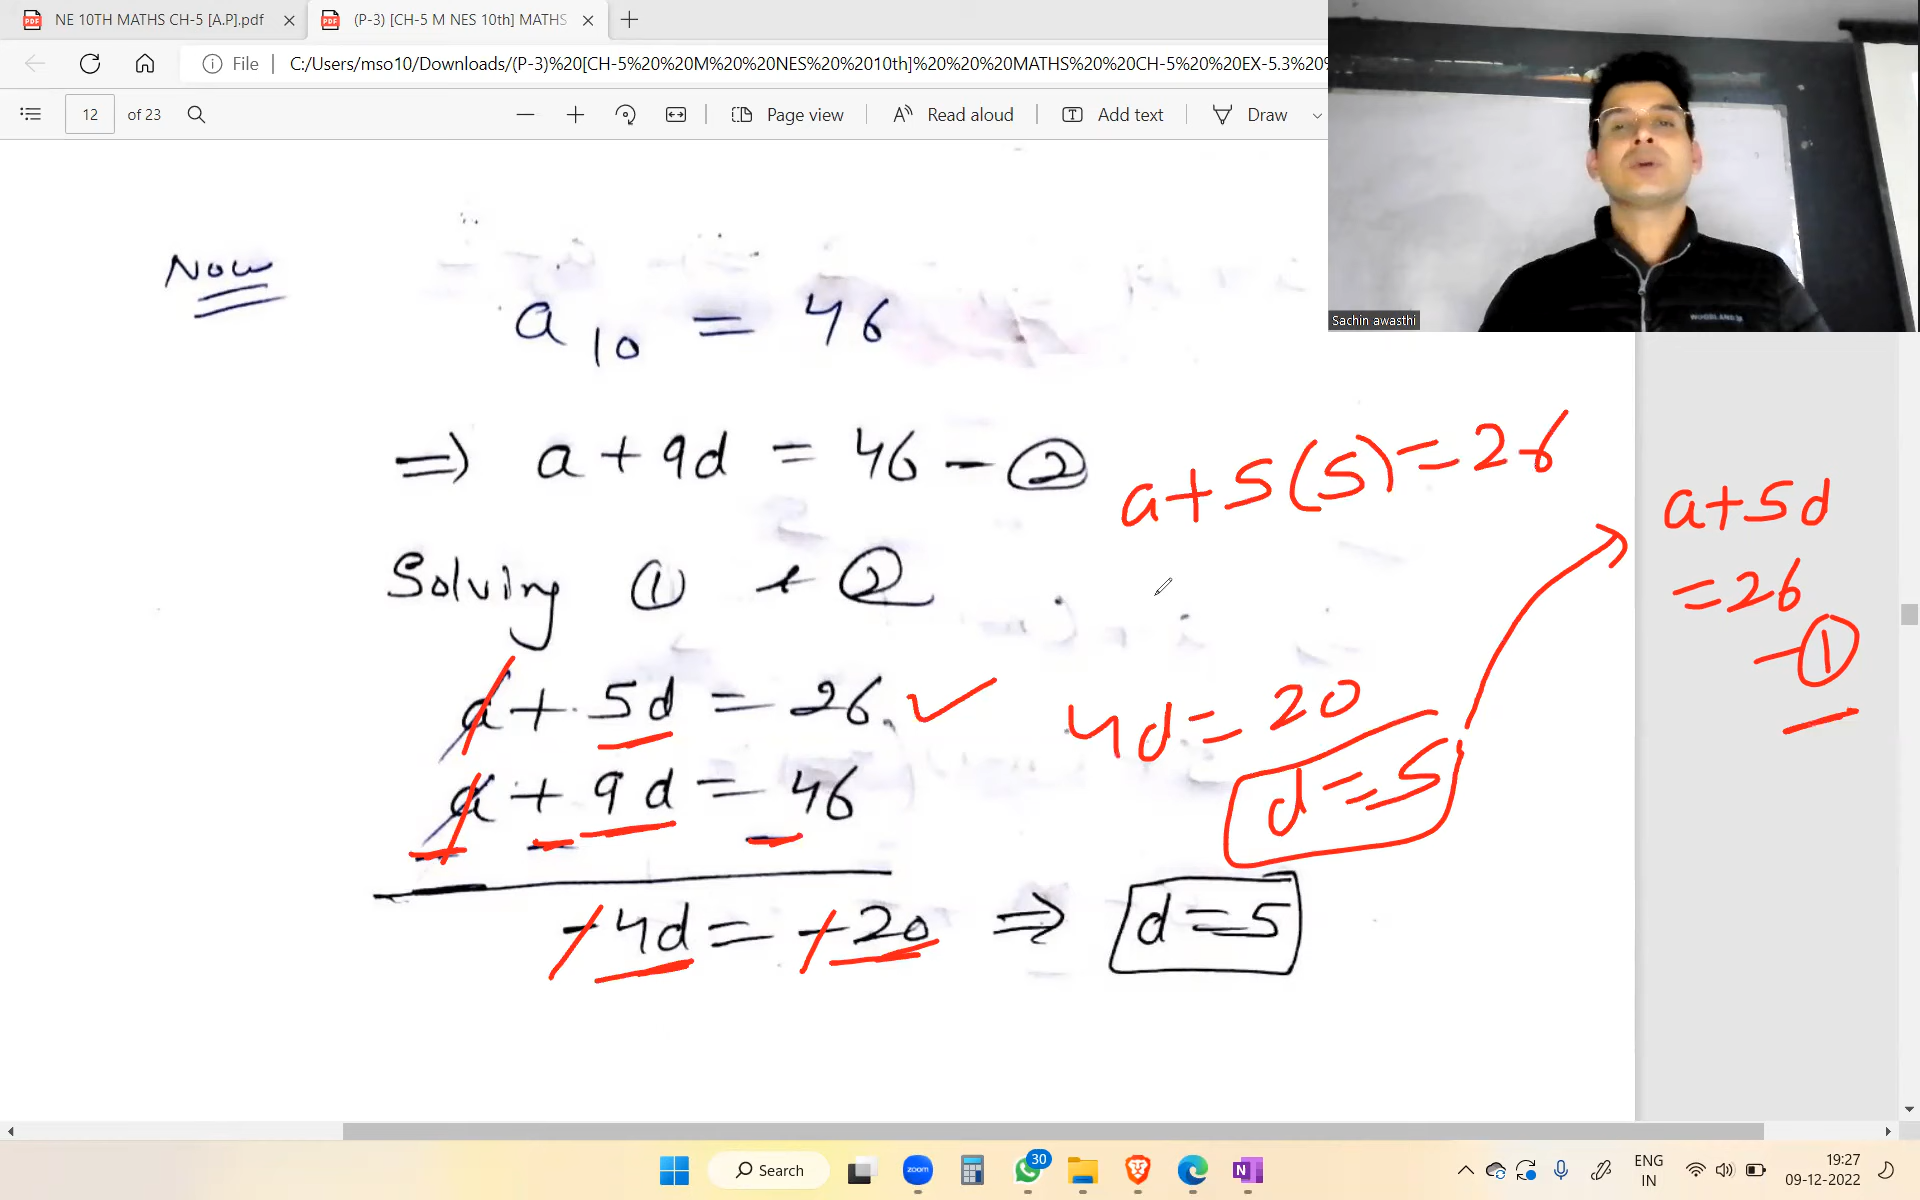 NE 10TH MATHS CH-5 [A.P].pdf
(P-3) [CH-5 M NES 10th] MATHS
File
C:/Users/mso10/Downloads/(P-3)%20[CH-5%20%20M%20%20NES%20%2010th]%20%20%20MATHS%20%20CH-5%20%20EX-5.3%20%
12 of 23
Page view
Read aloud
Add text
Draw
WOODLAND
Sachin awasthi
Now
a10 = 46
=> a + 9d = 46 - ②
a+5(5)=26
a+5d
=26
-①
Solving ① & ②
a + 5d = 26
4d = 20
d=5
a + 9d = 46
-4d = -20 => d=5
Search
zoom
30
N
ENG
IN
19:27
09-12-2022